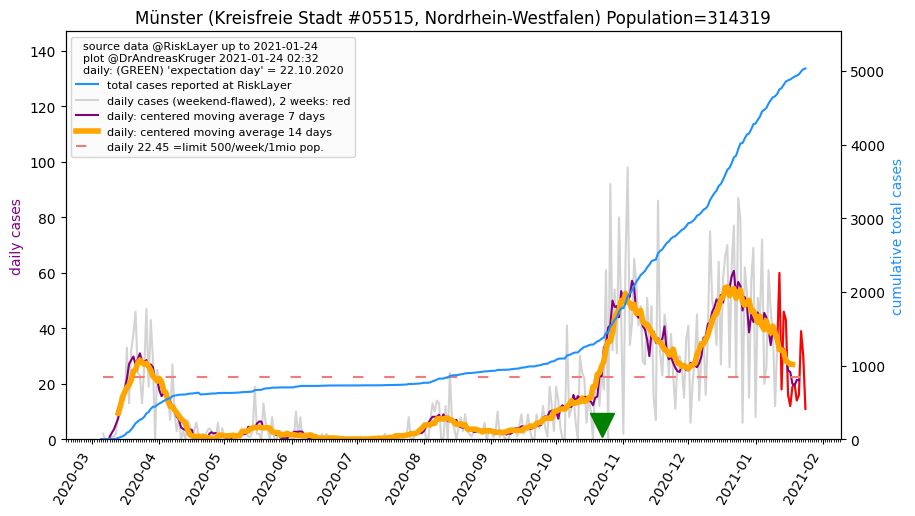 Münster (Kreisfreie Stadt #05515, Nordrhein-Westfalen) Population=314319
source data @RiskLayer up to 2021-01-24
plot @DrAndreasKruger 2021-01-24 02:32
daily: (GREEN) 'expectation day' = 22.10.2020
total cases reported at RiskLayer
daily cases (weekend-flawed), 2 weeks: red
daily: centered moving average 7 days
daily: centered moving average 14 days
daily 22.45 =limit 500/week/1mio pop.
daily cases
140
120
100
80
60
40
20
0
cumulative total cases
5000
4000
3000
2000
1000
0
2020-03
2020-04
2020-05
2020-06
2020-07
2020-08
2020-09
2020-10
2020-11
2020-12
2021-01
2021-02